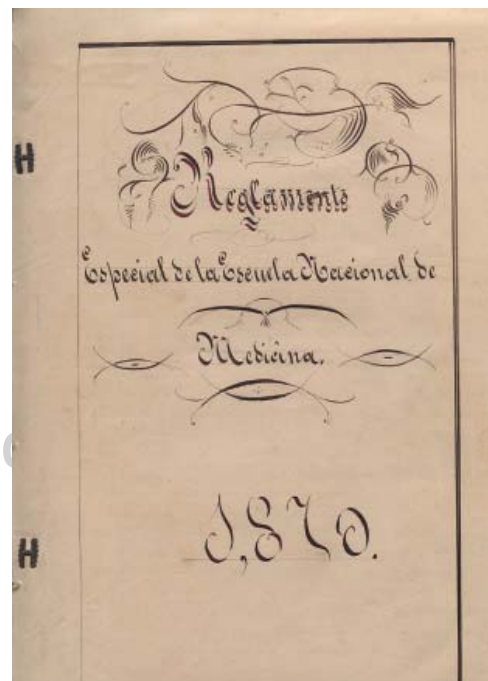 H
Reglamento
Especial de la Escuela Nacional de
Medicina.
H
1,870.